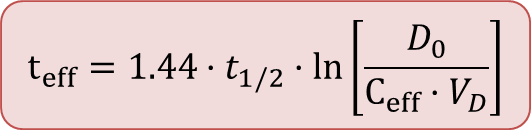 t_eff = 1.44 · t_1/2 · ln [ D_0 / (C_eff · V_D) ]